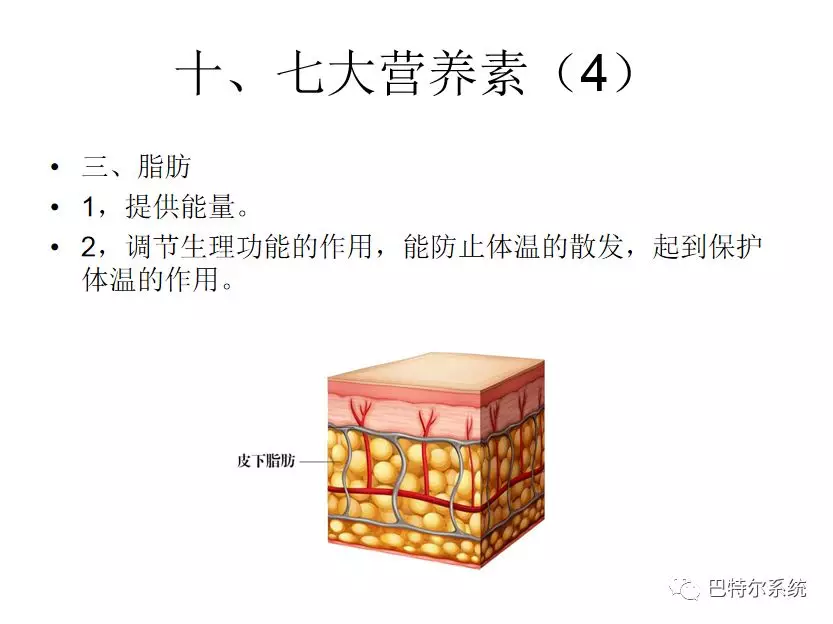 十、七大营养素（4）
• 三、脂肪
• 1，提供能量。
• 2，调节生理功能的作用，能防止体温的散发，起到保护
体温的作用。
皮下脂肪
巴特尔系统